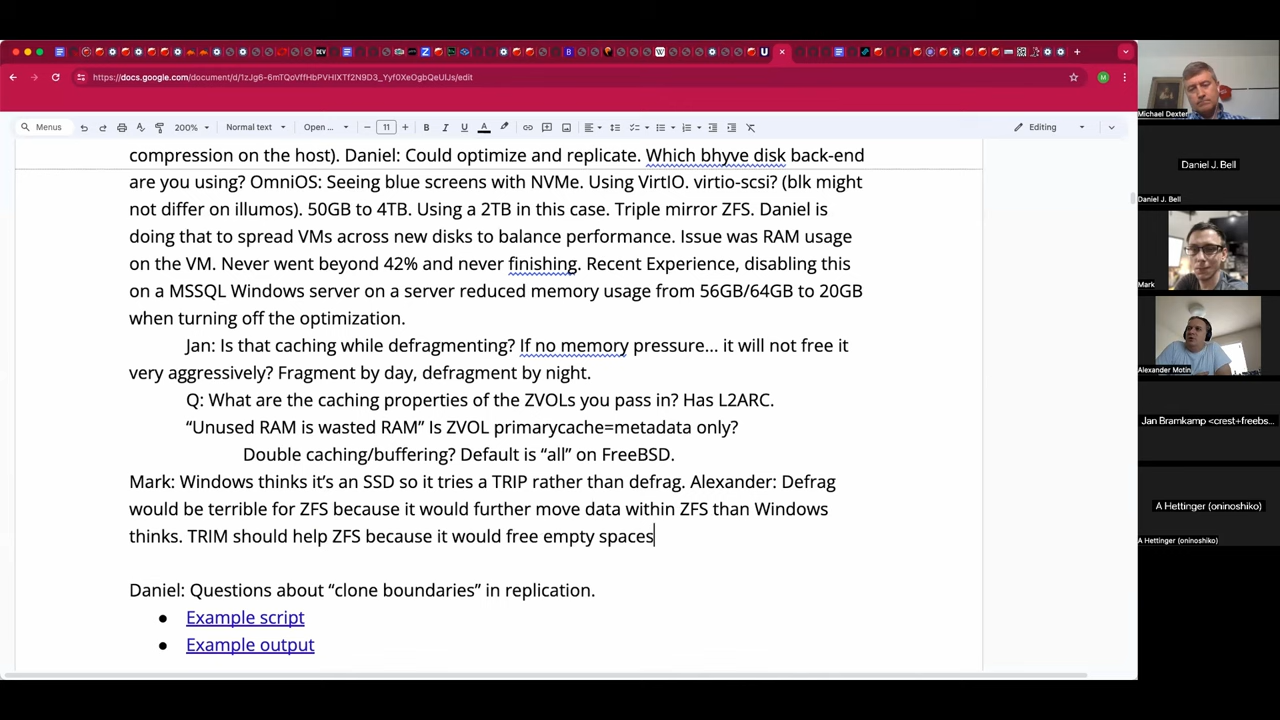 https://docs.google.com/document/d/1zJg6-6mTQoVffHbPVHIXTf2N9D3_Yyf0XeOgbQeUIJs/edit
M
Menus
200%
Normal text
Open ...
11
B I U A
Editing
compression on the host). Daniel: Could optimize and replicate. Which bhyve disk back-end
are you using? OmniOS: Seeing blue screens with NVMe. Using VirtIO. virtio-scsi? (blk might
not differ on illumos). 50GB to 4TB. Using a 2TB in this case. Triple mirror ZFS. Daniel is
doing that to spread VMs across new disks to balance performance. Issue was RAM usage
on the VM. Never went beyond 42% and never finishing. Recent Experience, disabling this
on a MSSQL Windows server on a server reduced memory usage from 56GB/64GB to 20GB
when turning off the optimization.
Jan: Is that caching while defragmenting? If no memory pressure... it will not free it
very aggressively? Fragment by day, defragment by night.
Q: What are the caching properties of the ZVOLs you pass in? Has L2ARC.
“Unused RAM is wasted RAM” Is ZVOL primarycache=metadata only?
Double caching/buffering? Default is “all” on FreeBSD.
Mark: Windows thinks it’s an SSD so it tries a TRIP rather than defrag. Alexander: Defrag
would be terrible for ZFS because it would further move data within ZFS than Windows
thinks. TRIM should help ZFS because it would free empty spaces
Daniel: Questions about “clone boundaries” in replication.
● Example script
● Example output
Michael Dexter
Daniel J. Bell
Daniel J. Bell
Mark
Alexander Motin
Jan Bramkamp <crest+freebs...
A Hettinger (oninoshiko)
A Hettinger (oninoshiko)